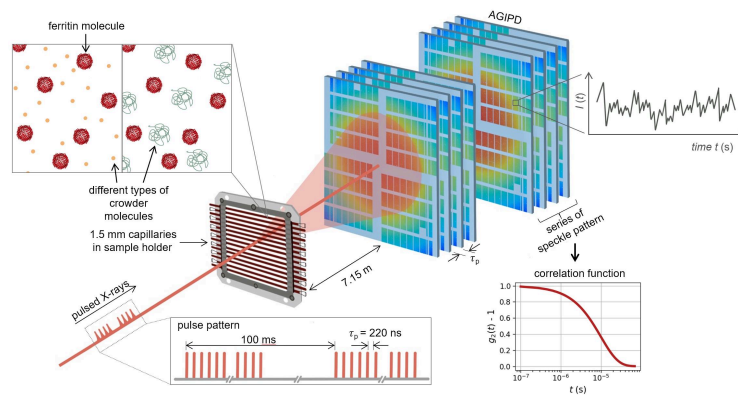 ferritin molecule
different types of
crowder
molecules
1.5 mm capillaries
in sample holder
pulsed X-rays
pulse pattern
100 ms
τp = 220 ns
7.15 m
τp
AGIPD
I (t)
time t (s)
series of
speckle pattern
correlation function
g₂(t) - 1
1.0
0.8
0.6
0.4
0.2
0.0
10⁻⁷
10⁻⁶
10⁻⁵
t (s)